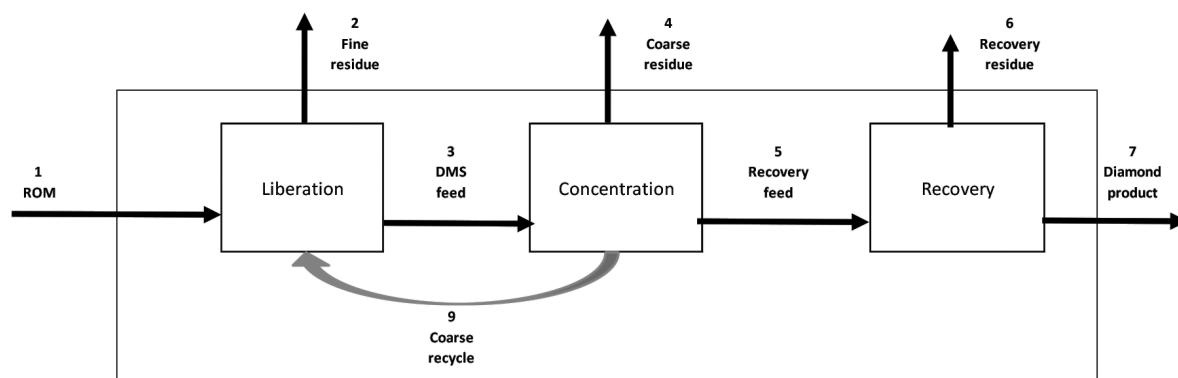 2
Fine
residue
4
Coarse
residue
6
Recovery
residue
1
ROM
Liberation
3
DMS
feed
Concentration
5
Recovery
feed
Recovery
7
Diamond
product
9
Coarse
recycle